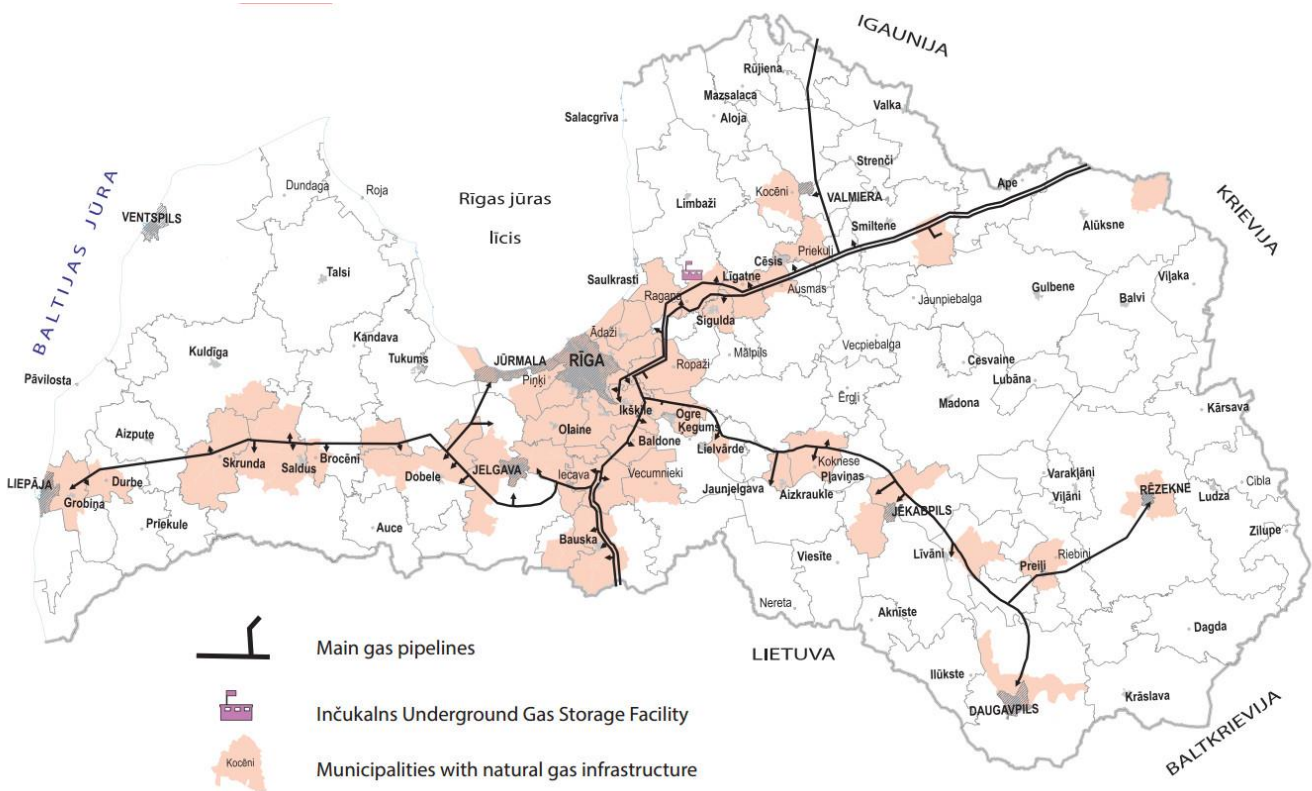 IGAUNIJA
Rūjiena
Mazsalaca
Aloja
Valka
Salacgrīva
Strenči
BALTIJAS JŪRA
Dundaga
Roja
Rīgas jūras
līcis
Kocēni
VALMIERA
Ape
KRIEVIJA
VENTSPILS
Limbaži
Smiltene
Alūksne
Priekuļi
Cēsis
Talsi
Saulkrasti
Līgatne
Ausmas
Viļaka
Ragana
Gulbene
Balvi
Jaunpiebalga
Sigulda
Ādaži
Kandava
Vecpiebalga
Kuldīga
Tukums
JŪRMALA
RĪGA
Mālpils
Cesvaine
Ropaži
Pāvilosta
Piņķi
Lubāna
Ērgļi
Madona
Kārsava
Ikšķile
Ogre
Ķegums
Aizpute
Olaine
Baldone
Lielvārde
Skrunda
Saldus
Brocēni
Koknese
Varakļāni
Cibla
LIEPĀJA
Durbe
Dobele
JELGAVA
Iecava
Vecumnieki
Pļaviņas
Viļāni
RĒZEKNE
Ludza
Grobiņa
Jaunjelgava
Aizkraukle
Priekule
Auce
JĒKABPILS
Zilupe
Bauska
Viesīte
Līvāni
Riebiņi
Preiļi
Nereta
Aknīste
Dagda
Main gas pipelines
LIETUVA
Ilūkste
Krāslava
DAUGAVPILS
Inčukalns Underground Gas Storage Facility
BALTKRIEVIJA
Kocēni
Municipalities with natural gas infrastructure